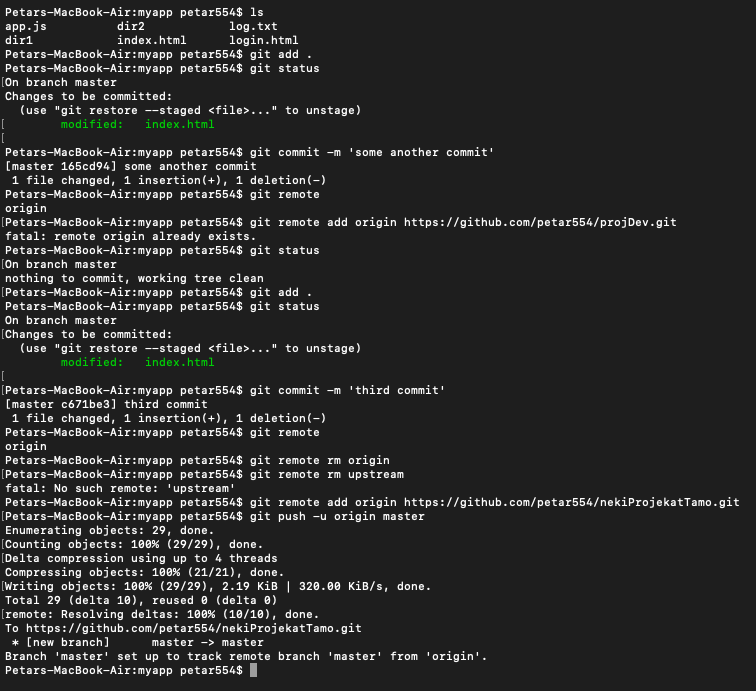 Petars-MacBook-Air:myapp petar554$ ls
app.js          dir2            log.txt
dir1            index.html      login.html
Petars-MacBook-Air:myapp petar554$ git add .
Petars-MacBook-Air:myapp petar554$ git status
[On branch master
Changes to be committed:
  (use "git restore --staged <file>..." to unstage)
[        modified:   index.html
[
Petars-MacBook-Air:myapp petar554$ git commit -m 'some another commit'
[master 165cd94] some another commit
 1 file changed, 1 insertion(+), 1 deletion(-)
Petars-MacBook-Air:myapp petar554$ git remote
origin
[Petars-MacBook-Air:myapp petar554$ git remote add origin https://github.com/petar554/projDev.git
fatal: remote origin already exists.
Petars-MacBook-Air:myapp petar554$ git status
[On branch master
nothing to commit, working tree clean
[Petars-MacBook-Air:myapp petar554$ git add .
Petars-MacBook-Air:myapp petar554$ git status
On branch master
[Changes to be committed:
  (use "git restore --staged <file>..." to unstage)
        modified:   index.html
[
[Petars-MacBook-Air:myapp petar554$ git commit -m 'third commit'
[master c671be3] third commit
 1 file changed, 1 insertion(+), 1 deletion(-)
Petars-MacBook-Air:myapp petar554$ git remote
origin
Petars-MacBook-Air:myapp petar554$ git remote rm origin
[Petars-MacBook-Air:myapp petar554$ git remote rm upstream
fatal: No such remote: 'upstream'
Petars-MacBook-Air:myapp petar554$ git remote add origin https://github.com/petar554/nekiProjekatTamo.git
[Petars-MacBook-Air:myapp petar554$ git push -u origin master
Enumerating objects: 29, done.
[Counting objects: 100% (29/29), done.
[Delta compression using up to 4 threads
Compressing objects: 100% (21/21), done.
[Writing objects: 100% (29/29), 2.19 KiB | 320.00 KiB/s, done.
Total 29 (delta 10), reused 0 (delta 0)
[remote: Resolving deltas: 100% (10/10), done.
To https://github.com/petar554/nekiProjekatTamo.git
 * [new branch]      master -> master
Branch 'master' set up to track remote branch 'master' from 'origin'.
Petars-MacBook-Air:myapp petar554$